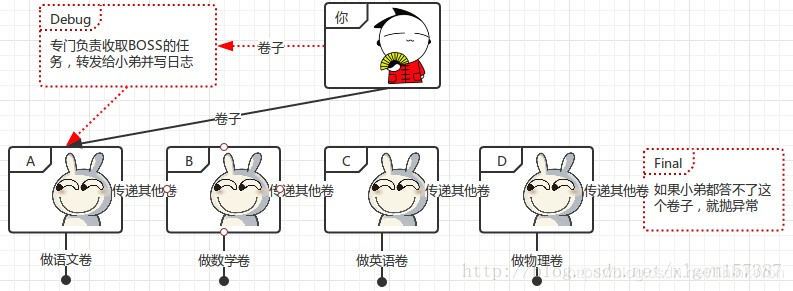 Debug
专门负责收取BOSS的任
务，转发给小弟并写日志
你
卷子
卷子
A
B
C
D
传递其他卷
传递其他卷
传递其他卷
传递其他卷
Final
如果小弟都答不了这
个卷子，就抛异常
做语文卷
做数学卷
做英语卷
做物理卷